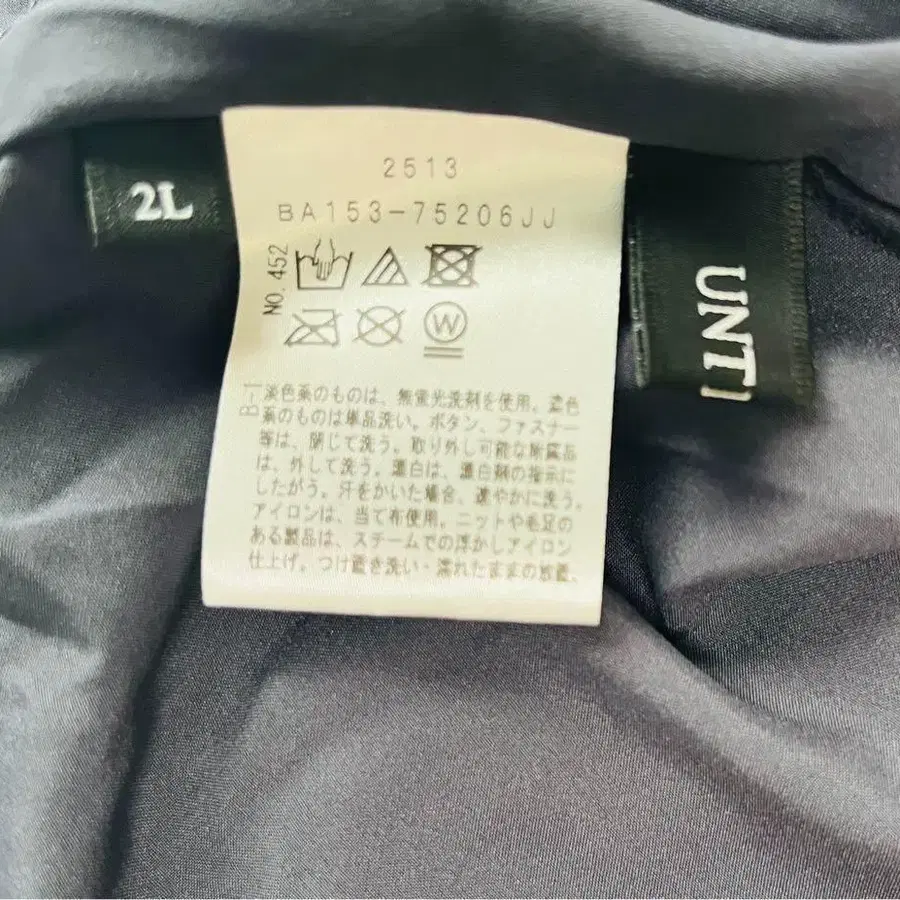 2L
2513
BA153-75206JJ
NO.452
W
B-1
淡色系のものは、無蛍光洗剤を使用。濃色
系のものは単品洗い。ボタン、ファスナー
等は、閉じて洗う。取り外し可能な附属品
は、外して洗う。漂白は、漂白剤の指示に
したがう。汗をかいた場合、速やかに洗う。
アイロンは、当て布使用。ニットや毛足の
ある製品は、スチームでの浮かしアイロン
仕上げ。つけ置き洗い・濡れたままの放置、
UNT